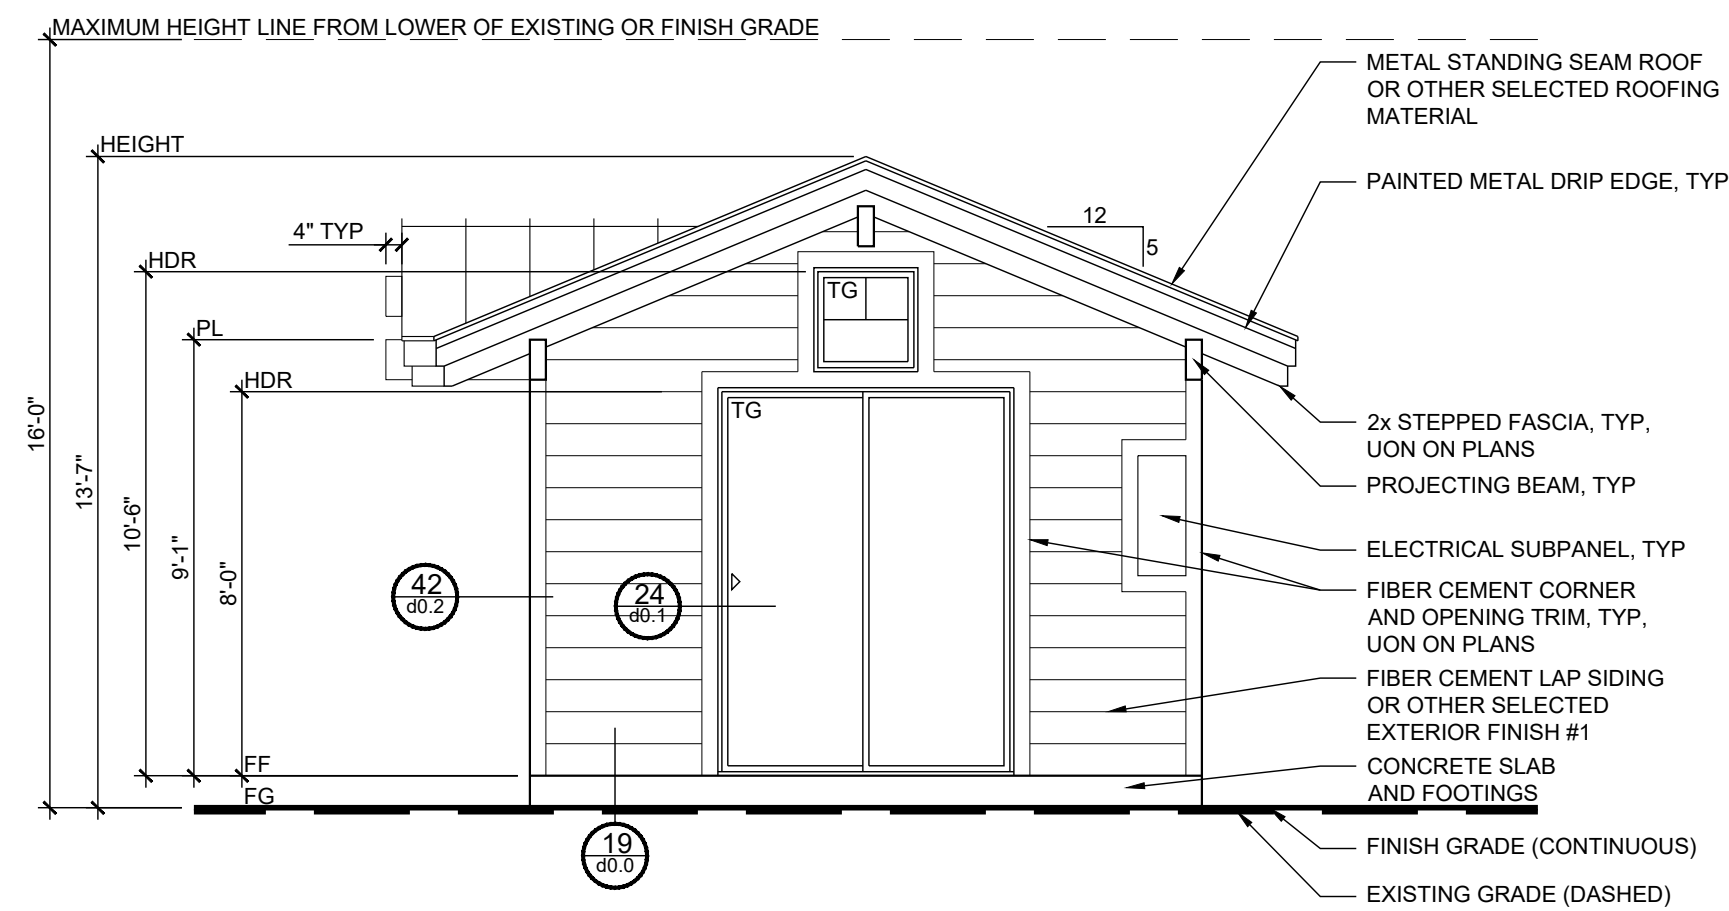 MAXIMUM HEIGHT LINE FROM LOWER OF EXISTING OR FINISH GRADE
METAL STANDING SEAM ROOF
OR OTHER SELECTED ROOFING
MATERIAL
HEIGHT
PAINTED METAL DRIP EDGE, TYP
12
5
4" TYP
HDR
TG
PL
HDR
TG
16'-0"
13'-7"
10'-6"
9'-1"
8'-0"
2x STEPPED FASCIA, TYP,
UON ON PLANS
PROJECTING BEAM, TYP
ELECTRICAL SUBPANEL, TYP
42
d0.2
24
d0.1
FIBER CEMENT CORNER
AND OPENING TRIM, TYP,
UON ON PLANS
FIBER CEMENT LAP SIDING
OR OTHER SELECTED
EXTERIOR FINISH #1
FF
FG
CONCRETE SLAB
AND FOOTINGS
19
d0.0
FINISH GRADE (CONTINUOUS)
EXISTING GRADE (DASHED)